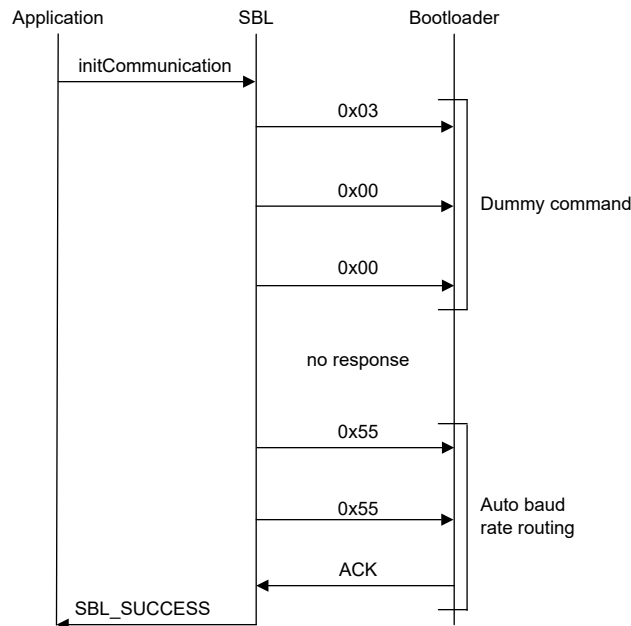 Application
SBL
Bootloader
initCommunication
0x03
0x00
Dummy command
0x00
no response
0x55
0x55
Auto baud
rate routing
ACK
SBL_SUCCESS